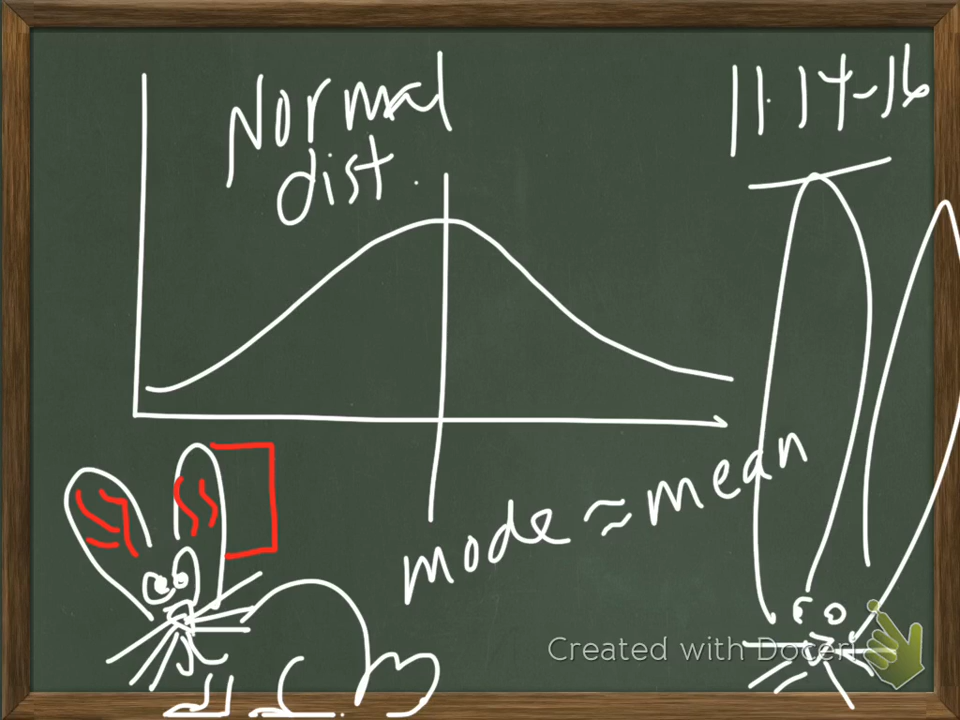 Normal
dist.
11.14-16
mode ≈ mean
Created with Doceri